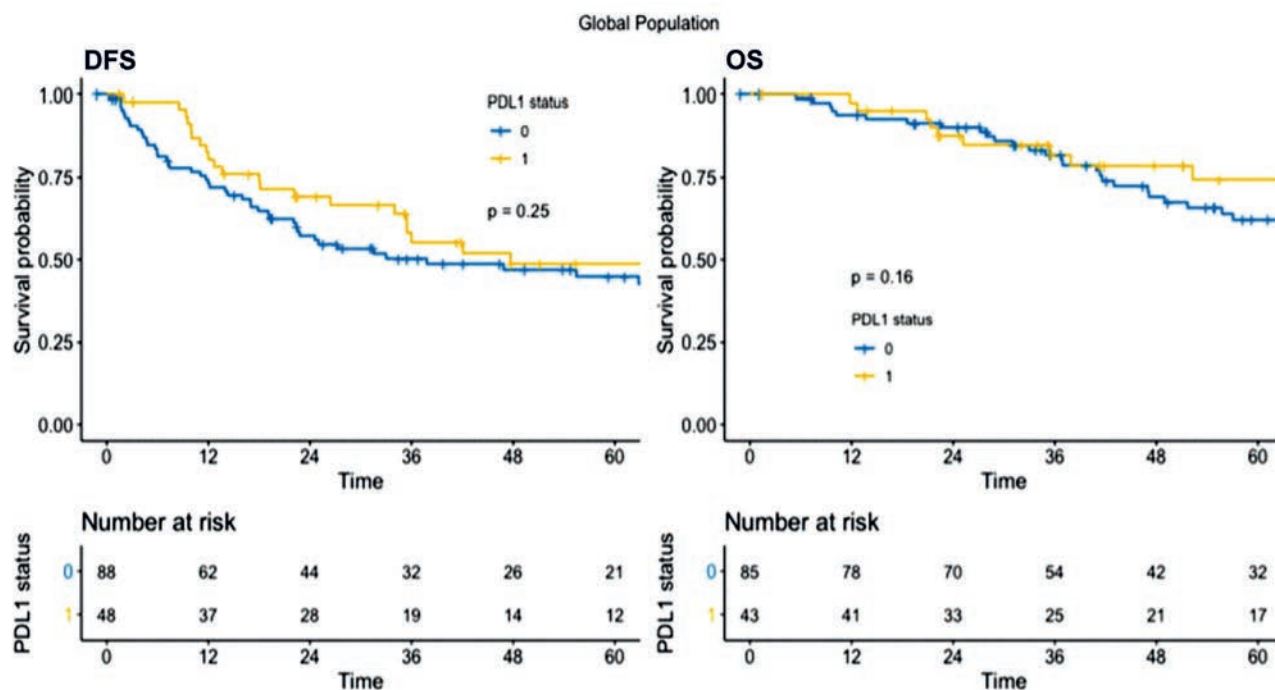 Global Population
DFS
Survival probability
1.00
0.75
0.50
0.25
0.00
PDL1 status
0
1
p = 0.25
0 12 24 36 48 60
Time
Number at risk
PDL1 status
0 88 62 44 32 26 21
1 48 37 28 19 14 12
0 12 24 36 48 60
Time
OS
Survival probability
1.00
0.75
0.50
0.25
0.00
p = 0.16
PDL1 status
0
1
0 12 24 36 48 60
Time
Number at risk
PDL1 status
0 85 78 70 54 42 32
1 43 41 33 25 21 17
0 12 24 36 48 60
Time